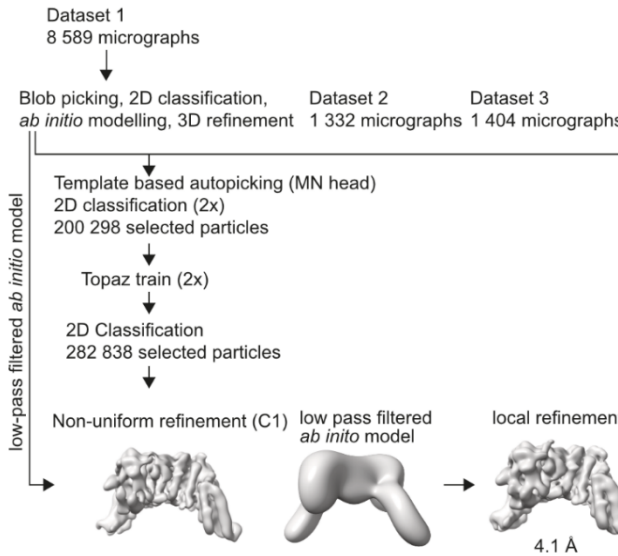 Dataset 1
8 589 micrographs
Blob picking, 2D classification,
ab initio modelling, 3D refinement
Dataset 2
1 332 micrographs
Dataset 3
1 404 micrographs
low-pass filtered ab initio model
Template based autopicking (MN head)
2D classification (2x)
200 298 selected particles
Topaz train (2x)
2D Classification
282 838 selected particles
Non-uniform refinement (C1)
low pass filtered
ab inito model
local refinement
4.1 Å